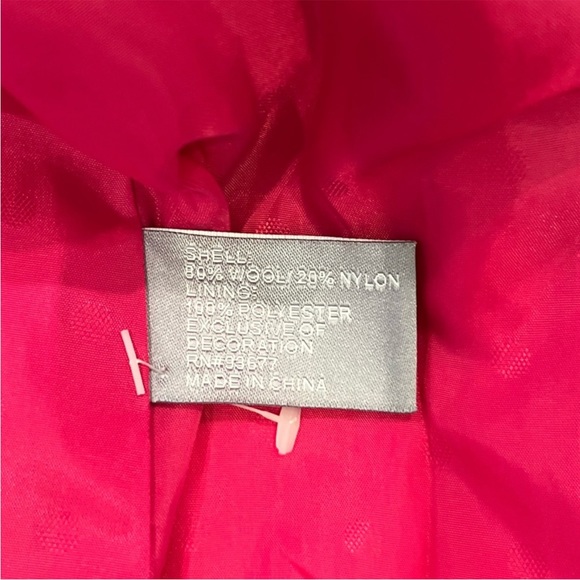 SHELL:
80% WOOL/ 20% NYLON
LINING:
100% POLYESTER
EXCLUSIVE OF
DECORATION
MADE IN CHINA